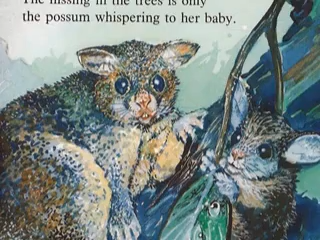 The hissing in the trees is only
the possum whispering to her baby.